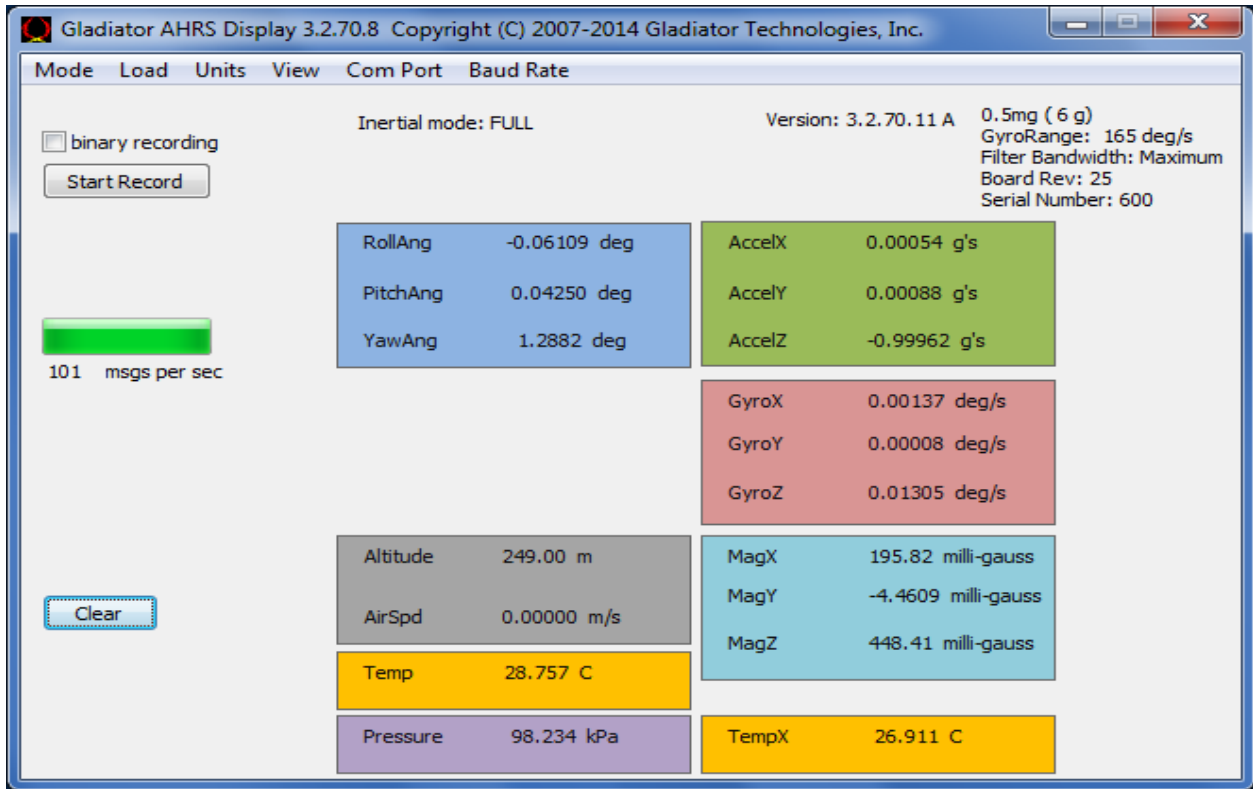 Gladiator AHRS Display 3.2.70.8 Copyright (C) 2007-2014 Gladiator Technologies, Inc.
Mode Load Units View Com Port Baud Rate
binary recording
Start Record
Inertial mode: FULL
Version: 3.2.70.11 A
0.5mg ( 6 g)
GyroRange: 165 deg/s
Filter Bandwidth: Maximum
Board Rev: 25
Serial Number: 600
RollAng -0.06109 deg
PitchAng 0.04250 deg
YawAng 1.2882 deg
AccelX 0.00054 g's
AccelY 0.00088 g's
AccelZ -0.99962 g's
101 msgs per sec
GyroX 0.00137 deg/s
GyroY 0.00008 deg/s
GyroZ 0.01305 deg/s
Altitude 249.00 m
AirSpd 0.00000 m/s
MagX 195.82 milli-gauss
MagY -4.4609 milli-gauss
MagZ 448.41 milli-gauss
Clear
Temp 28.757 C
Pressure 98.234 kPa
TempX 26.911 C